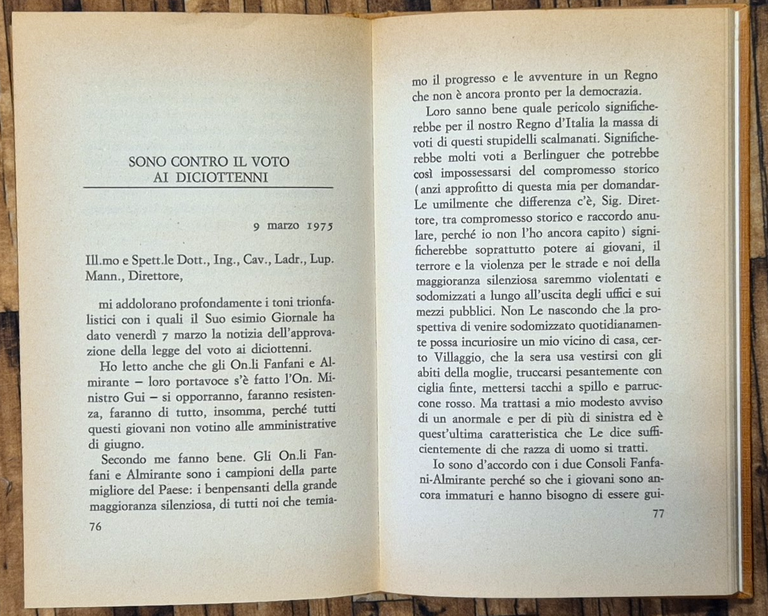 SONO CONTRO IL VOTO
AI DICIOTTENNI
9 marzo 1975
Ill.mo e Spett.le Dott., Ing., Cav., Ladr., Lup.
Mann., Direttore,
mi addolorano profondamente i toni trionfa-
listici con i quali il Suo esimio Giornale ha
dato venerdì 7 marzo la notizia dell'approva-
zione della legge del voto ai diciottenni.
Ho letto anche che gli On.li Fanfani e Al-
mirante – loro portavoce s'è fatto l'On. Mi-
nistro Gui – si opporranno, faranno resisten-
za, faranno di tutto, insomma, perché tutti
questi giovani non votino alle amministrative
di giugno.
Secondo me fanno bene. Gli On.li Fan-
fani e Almirante sono i campioni della parte
migliore del Paese: i benpensanti della grande
maggioranza silenziosa, di tutti noi che temia-
76
mo il progresso e le avventure in un Regno
che non è ancora pronto per la democrazia.
Loro sanno bene quale pericolo significhe-
rebbe per il nostro Regno d'Italia la massa di
voti di questi stupidelli scalmanati. Significhe-
rebbe molti voti a Berlinguer che potrebbe
così impossessarsi del compromesso storico
(anzi approfitto di questa mia per domandar-
Le umilmente che differenza c'è, Sig. Diret-
tore, tra compromesso storico e raccordo anu-
lare, perché io non l'ho ancora capito) signi-
ficherebbe soprattutto potere ai giovani, il
terrore e la violenza per le strade e noi della
maggioranza silenziosa saremmo violentati e
sodomizzati a lungo all'uscita degli uffici e sui
mezzi pubblici. Non Le nascondo che la pro-
spettiva di venire sodomizzato quotidianamen-
te possa incuriosire un mio vicino di casa, cer-
to Villaggio, che la sera usa vestirsi con gli
abiti della moglie, truccarsi pesantemente con
ciglia finte, mettersi tacchi a spillo e parruc-
cone rosso. Ma trattasi a mio modesto avviso
di un anormale e per di più di sinistra ed è
quest'ultima caratteristica che Le dice suffi-
cientemente di che razza di uomo si tratti.
Io sono d'accordo con i due Consoli Fanfa-
ni-Almirante perché so che i giovani sono an-
cora immaturi e hanno bisogno di essere gui-
77